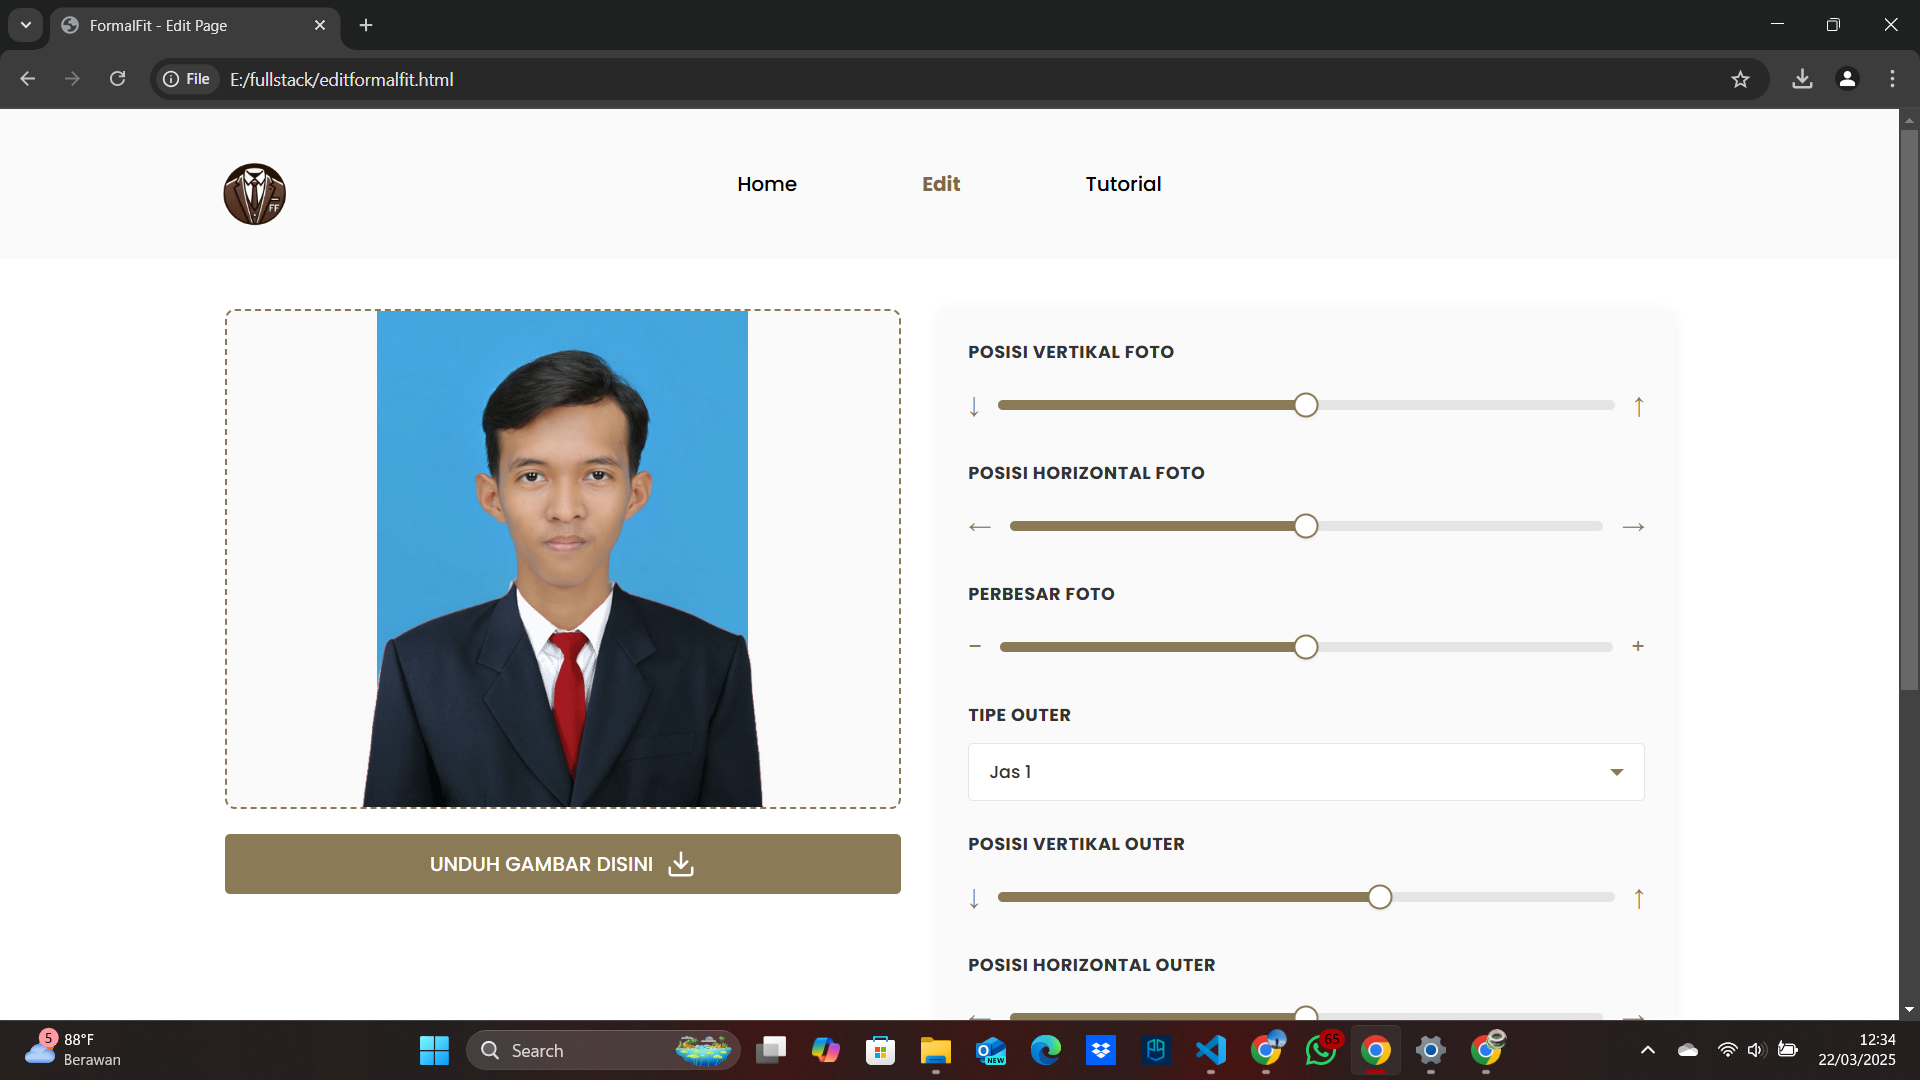 FormalFit - Edit Page
File E:/fullstack/editformalfit.html
FF
Home Edit Tutorial
POSISI VERTIKAL FOTO
↓ ↑
POSISI HORIZONTAL FOTO
← →
PERBESAR FOTO
− +
TIPE OUTER
Jas 1
POSISI VERTIKAL OUTER
↓ ↑
UNDUH GAMBAR DISINI
POSISI HORIZONTAL OUTER
← →
5
88°F
Berawan
Search
NEW
65
12:34
22/03/2025